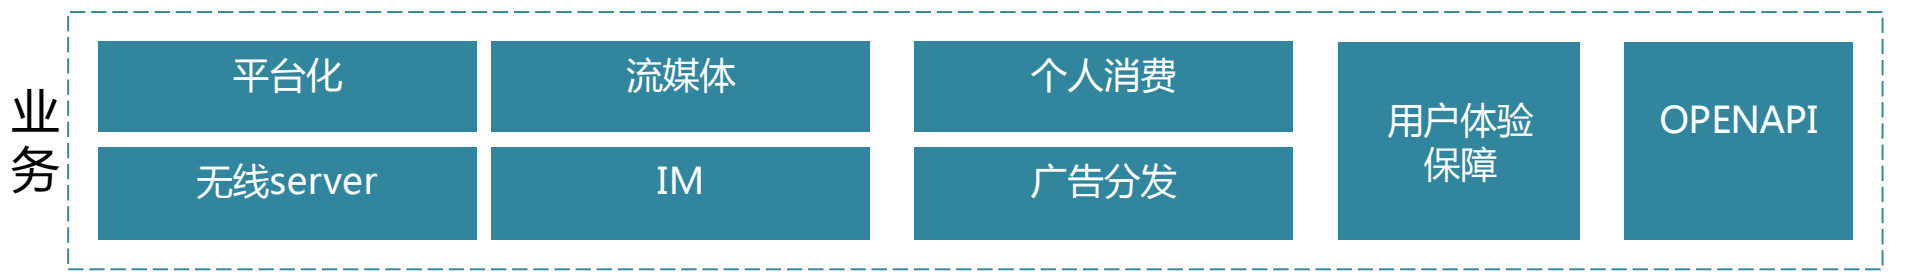 业务
平台化
流媒体
个人消费
无线server
IM
广告分发
用户体验
保障
OPENAPI